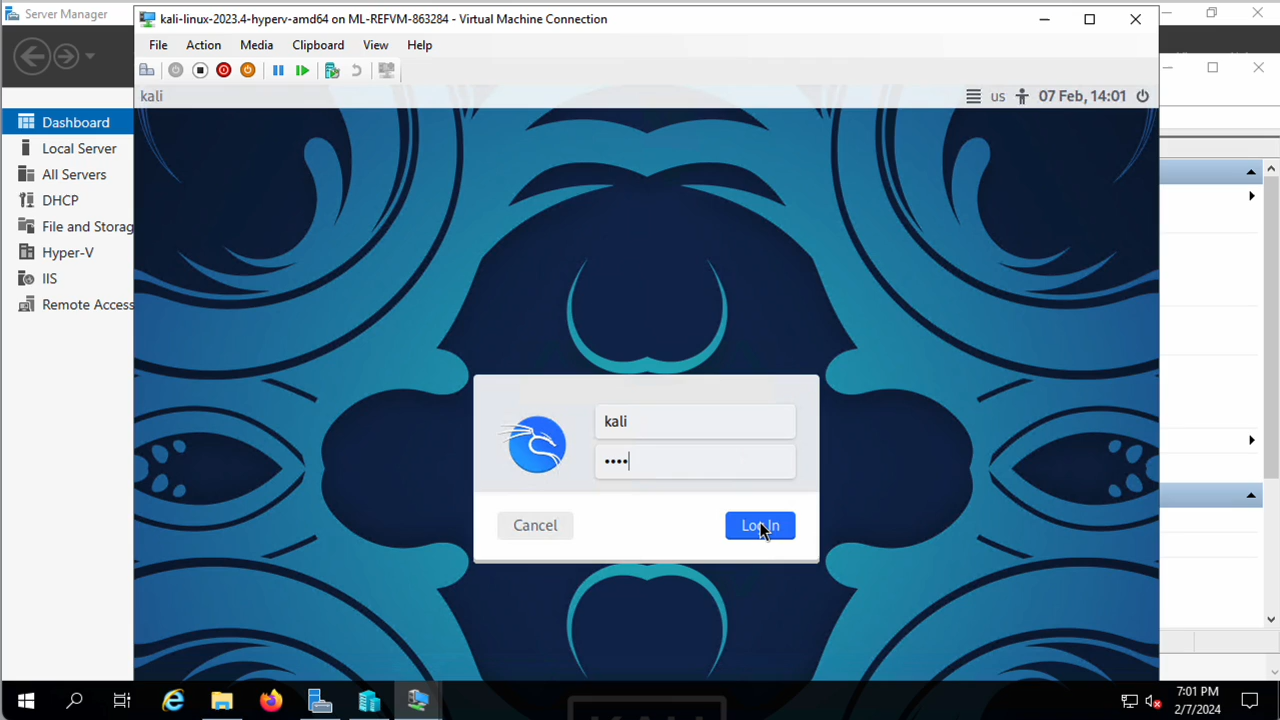 Server Manager
kali-linux-2023.4-hyperv-amd64 on ML-REFVM-863284 - Virtual Machine Connection
File Action Media Clipboard View Help
kali
us 07 Feb, 14:01
Dashboard
Local Server
All Servers
DHCP
File and Storag
Hyper-V
IIS
Remote Access
kali
••••
Cancel
Log In
7:01 PM
2/7/2024